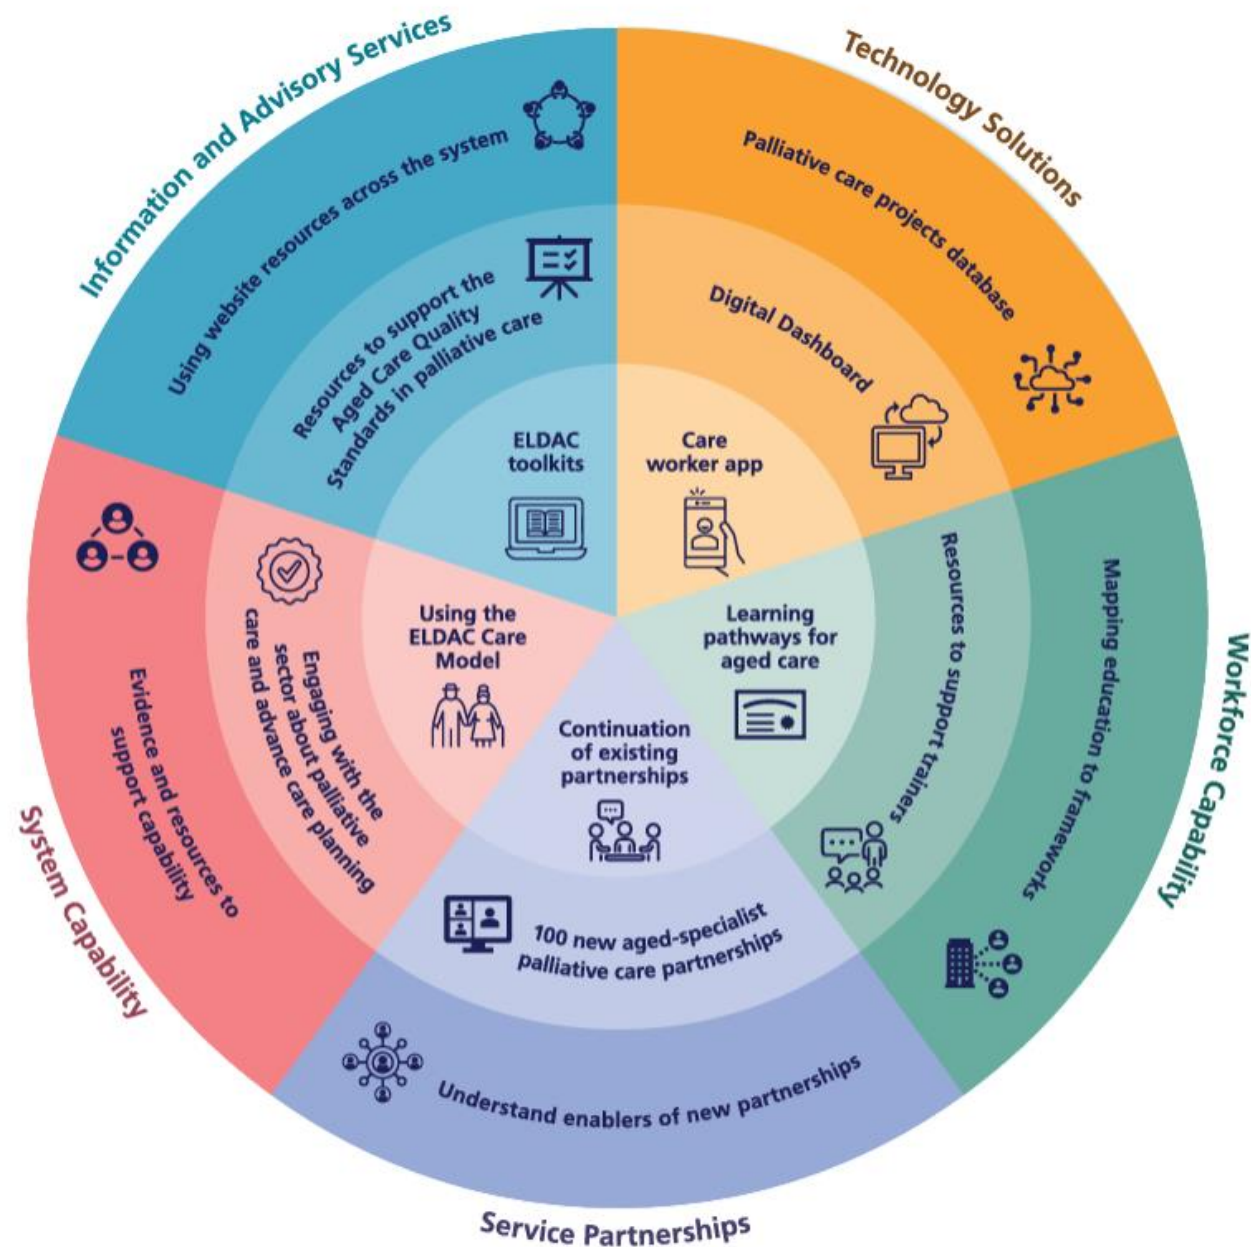 Information and Advisory Services
Using website resources across the system
Resources to support the
Aged Care Quality
Standards in palliative care
ELDAC
toolkits
Technology Solutions
Palliative care projects database
Digital Dashboard
Care
worker app
Workforce Capability
Mapping education to frameworks
Resources to support trainers
Learning
pathways for
aged care
Service Partnerships
Understand enablers of new partnerships
100 new aged-specialist
palliative care partnerships
Continuation
of existing
partnerships
System Capability
Evidence and resources to
support capability
Engaging with the
sector about palliative
care and advance care planning
Using the
ELDAC Care
Model